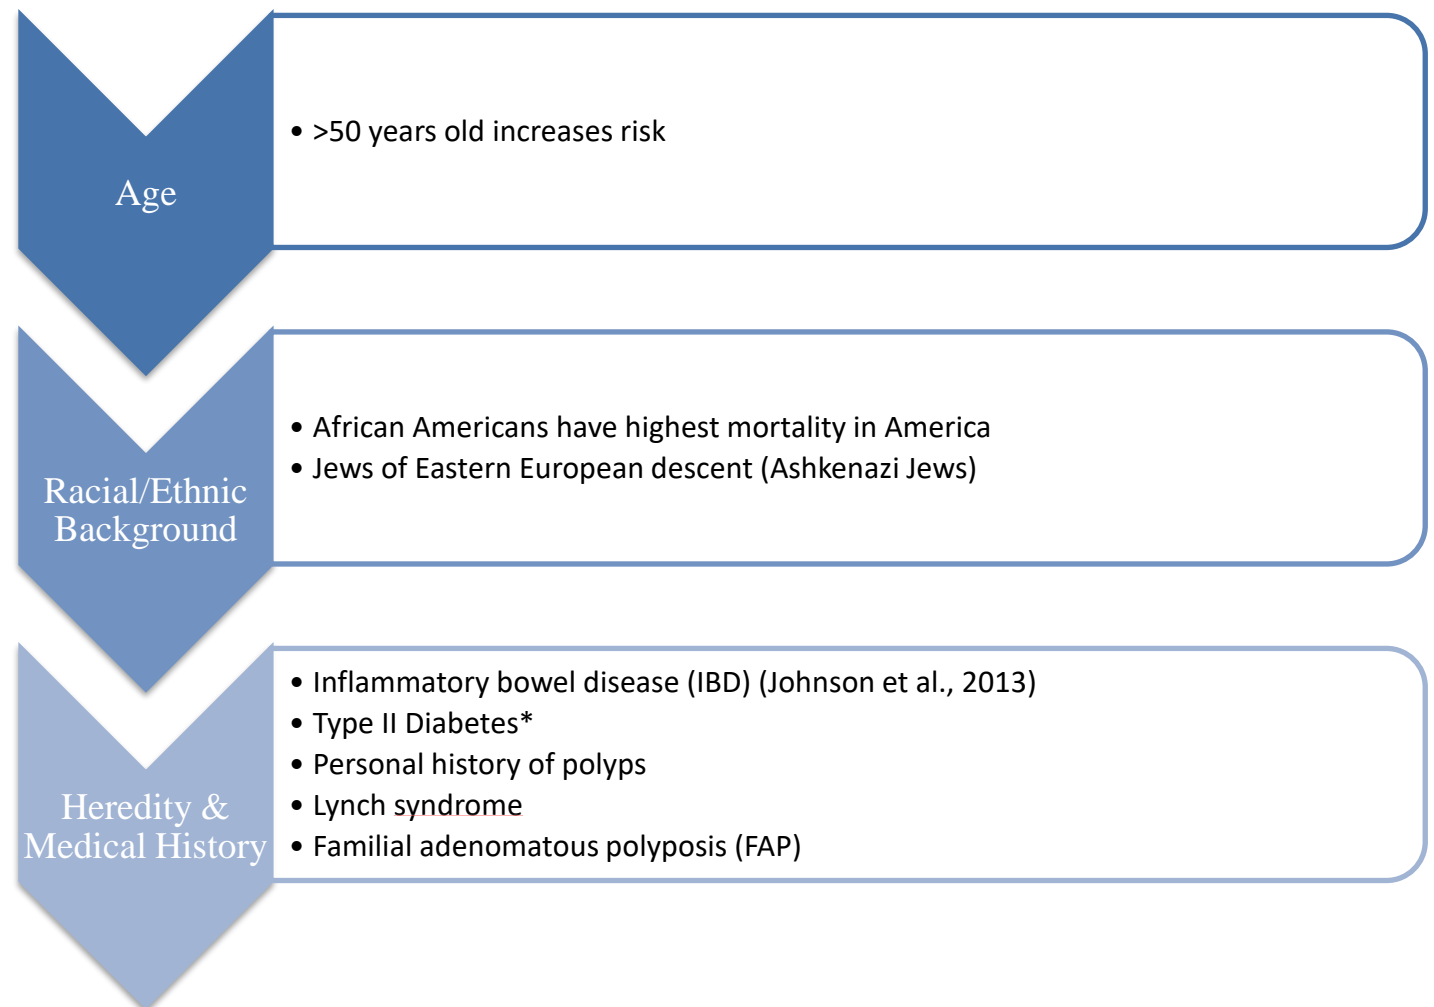 Age
• >50 years old increases risk
Racial/Ethnic
Background
• African Americans have highest mortality in America
• Jews of Eastern European descent (Ashkenazi Jews)
Heredity &
Medical History
• Inflammatory bowel disease (IBD) (Johnson et al., 2013)
• Type II Diabetes*
• Personal history of polyps
• Lynch syndrome
• Familial adenomatous polyposis (FAP)